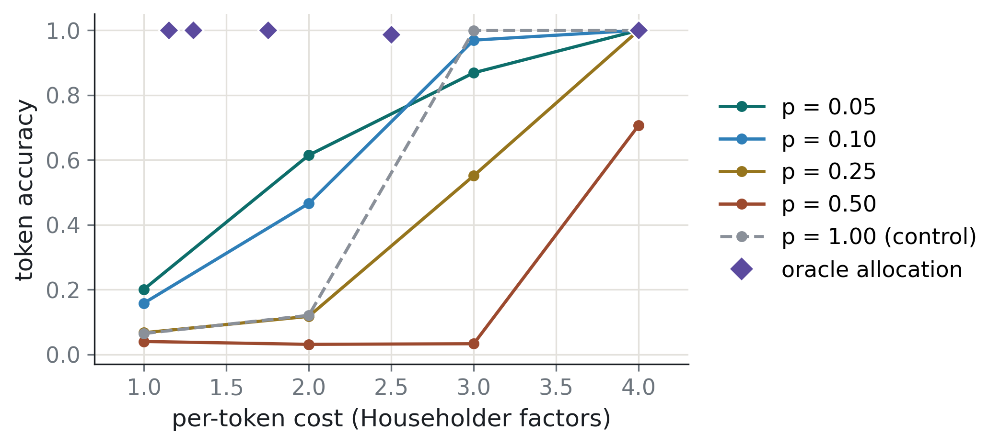 1.0
0.8
0.6
0.4
0.2
0.0
token accuracy
1.0 1.5 2.0 2.5 3.0 3.5 4.0
per-token cost (Householder factors)
p = 0.05
p = 0.10
p = 0.25
p = 0.50
p = 1.00 (control)
oracle allocation